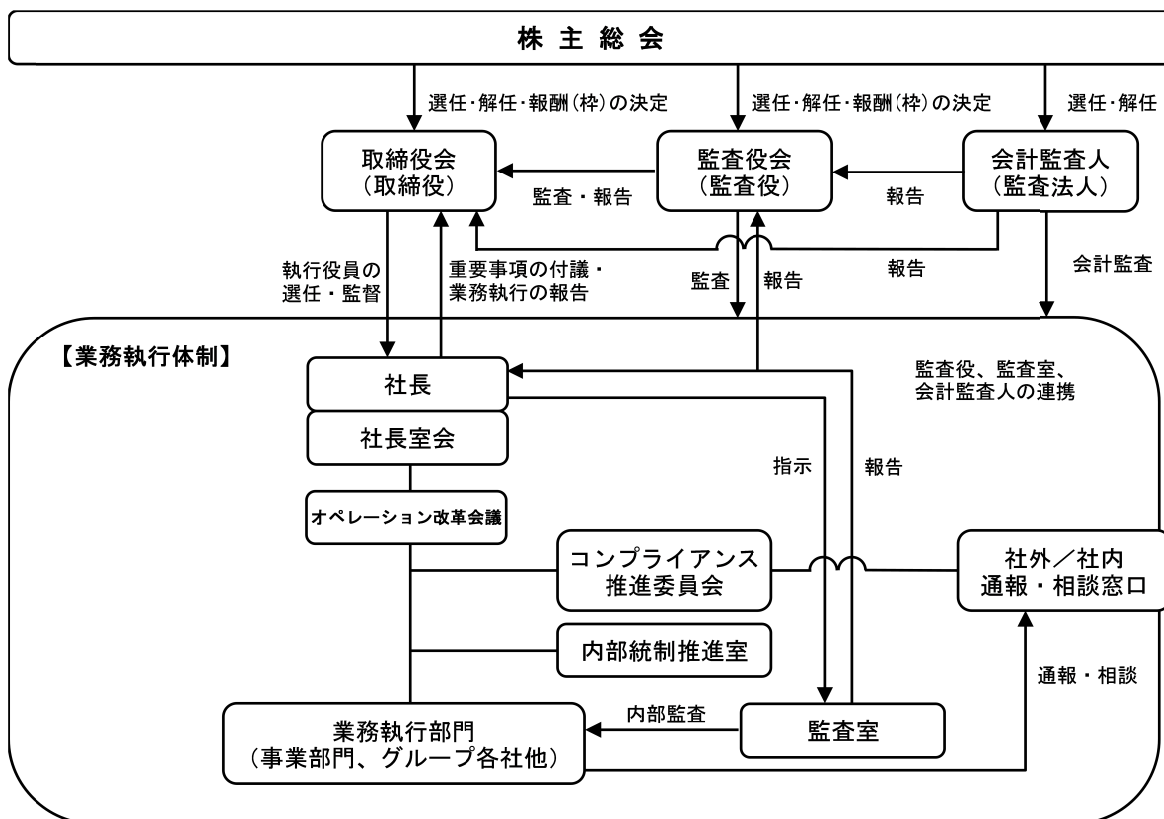 株主総会
選任・解任・報酬(枠)の決定
選任・解任・報酬(枠)の決定
選任・解任
取締役会
(取締役)
監査役会
(監査役)
会計監査人
(監査法人)
監査・報告
報告
執行役員の
選任・監督
重要事項の付議・
業務執行の報告
監査
報告
報告
会計監査
【業務執行体制】
社長
監査役、監査室、
会計監査人の連携
社長室会
指示
報告
オペレーション改革会議
コンプライアンス
推進委員会
社外/社内
通報・相談窓口
内部統制推進室
通報・相談
内部監査
業務執行部門
(事業部門、グループ各社他)
監査室